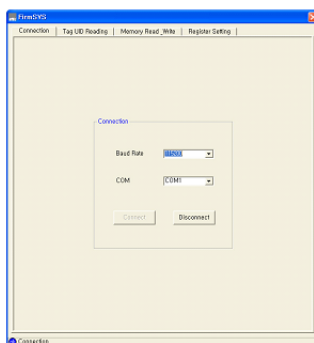 FirmSYS
Connection | Tag UID Reading | Memory Read_Write | Register Setting |
Connection
Baud Rate
COM COM1
Connect Disconnect
Connection